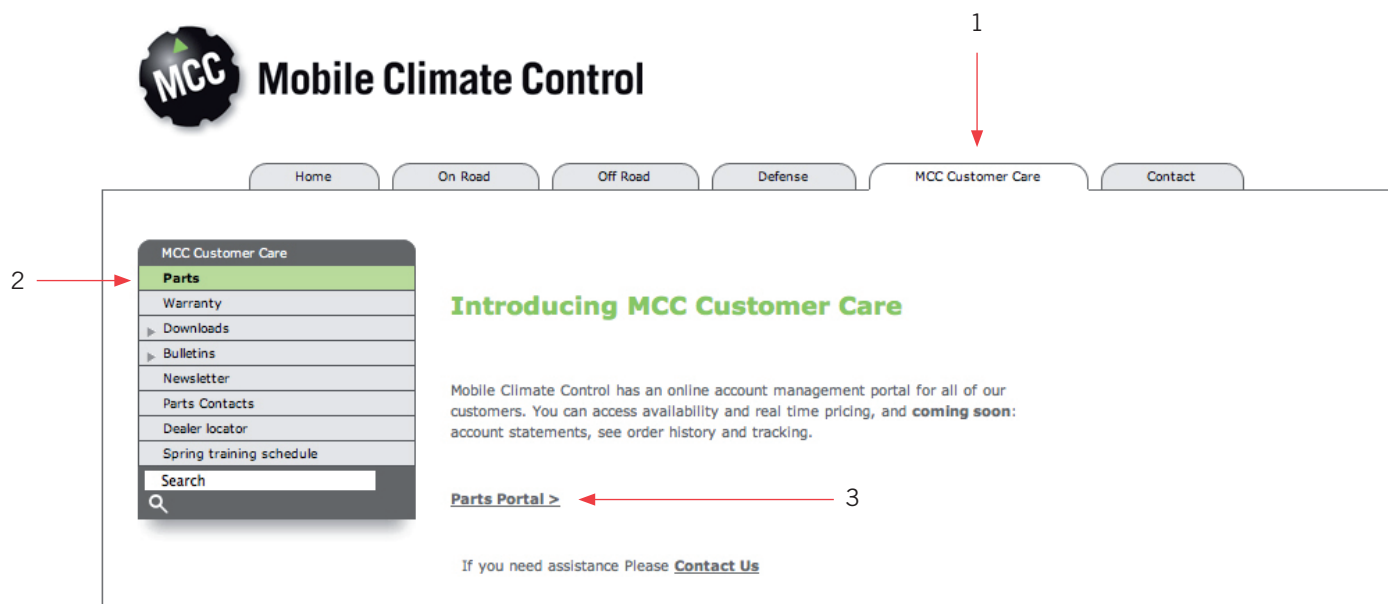 1
MCC
Mobile Climate Control
Home
On Road
Off Road
Defense
MCC Customer Care
Contact
MCC Customer Care
2
Parts
Warranty
Downloads
Bulletins
Newsletter
Parts Contacts
Dealer locator
Spring training schedule
Search
Introducing MCC Customer Care
Mobile Climate Control has an online account management portal for all of our
customers. You can access availability and real time pricing, and coming soon:
account statements, see order history and tracking.
Parts Portal >
3
If you need assistance Please Contact Us